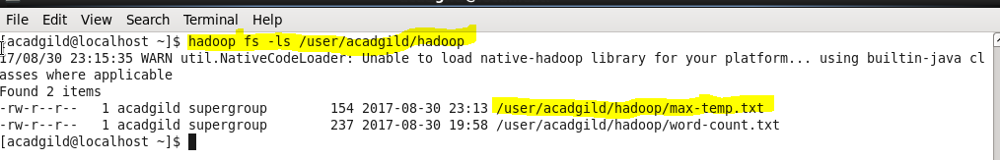 File Edit View Search Terminal Help
[acadgild@localhost ~]$ hadoop fs -ls /user/acadgild/hadoop
17/08/30 23:15:35 WARN util.NativeCodeLoader: Unable to load native-hadoop library for your platform... using builtin-java cl
asses where applicable
Found 2 items
-rw-r--r--   1 acadgild supergroup        154 2017-08-30 23:13 /user/acadgild/hadoop/max-temp.txt
-rw-r--r--   1 acadgild supergroup        237 2017-08-30 19:58 /user/acadgild/hadoop/word-count.txt
[acadgild@localhost ~]$